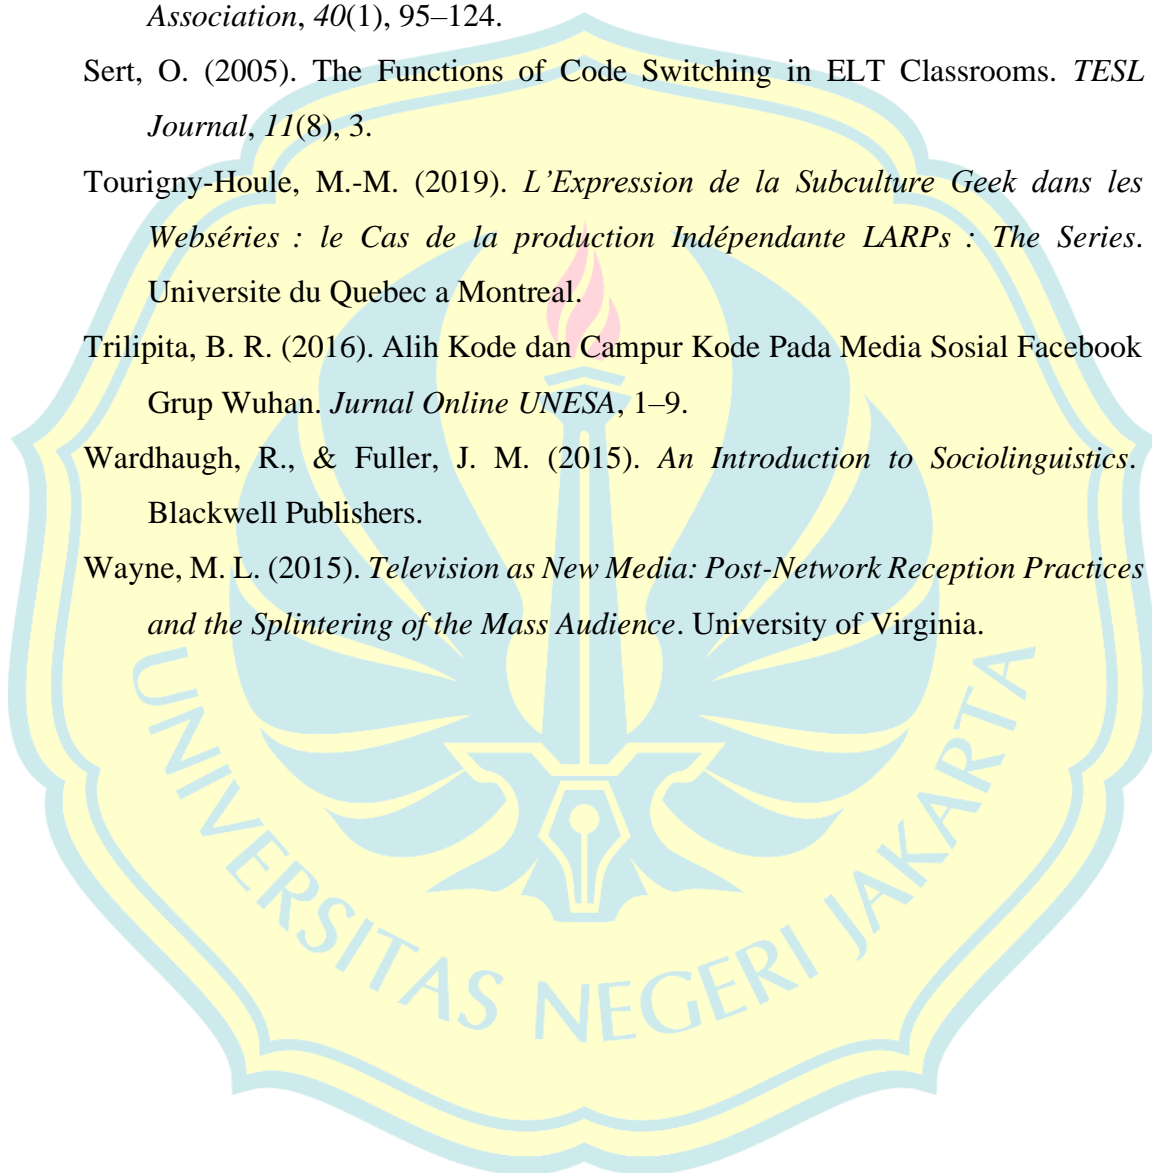 Association, 40(1), 95–124.
Sert, O. (2005). The Functions of Code Switching in ELT Classrooms. TESL
Journal, 11(8), 3.
Tourigny-Houle, M.-M. (2019). L’Expression de la Subculture Geek dans les
Webséries : le Cas de la production Indépendante LARPs : The Series.
Universite du Quebec a Montreal.
Trilipita, B. R. (2016). Alih Kode dan Campur Kode Pada Media Sosial Facebook
Grup Wuhan. Jurnal Online UNESA, 1–9.
Wardhaugh, R., & Fuller, J. M. (2015). An Introduction to Sociolinguistics.
Blackwell Publishers.
Wayne, M. L. (2015). Television as New Media: Post-Network Reception Practices
and the Splintering of the Mass Audience. University of Virginia.
UNIVERSITAS NEGERI JAKARTA